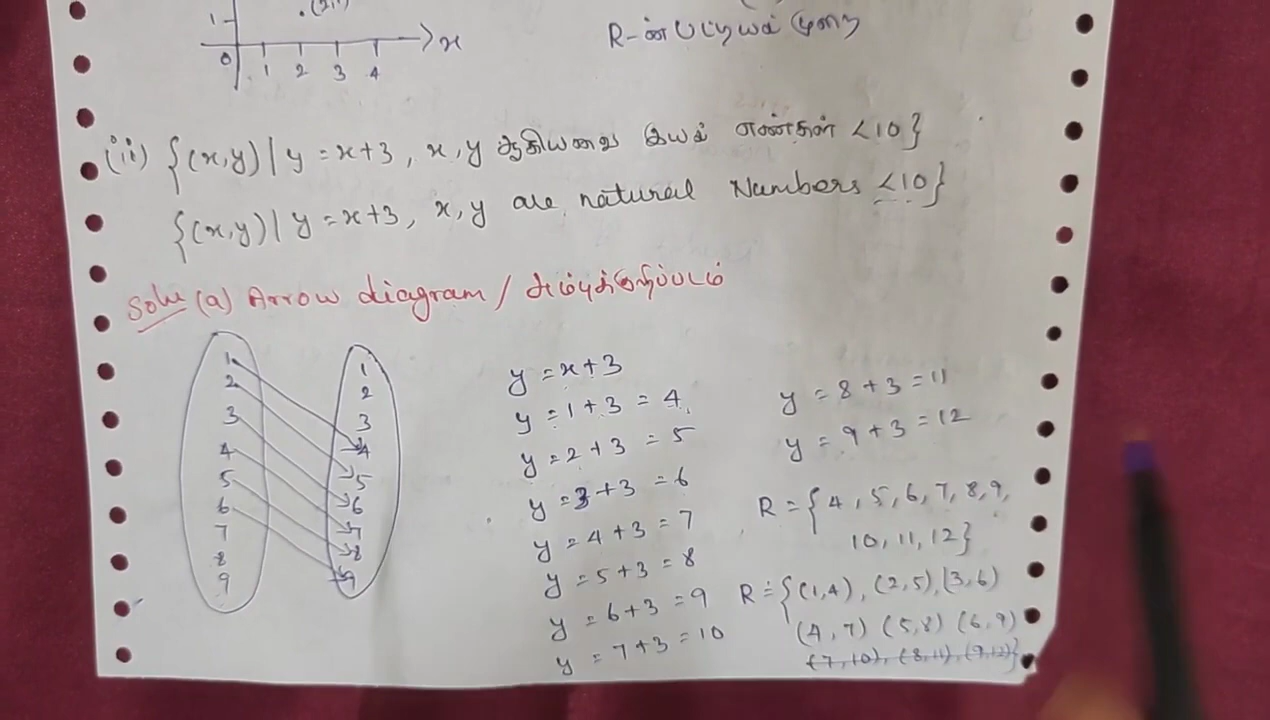 1
.(2,1)
0 1 2 3 4 x
R-ன்
(ii) {(x,y) | y = x+3, x, y ஆகியவை இயல் எண்கள் <10}
{(x,y) | y = x+3, x, y are natural Numbers <10}
Solu (a) Arrow diagram / அம்புக்குறிப்படம்
1
2
3
4
5
6
7
8
9
1
2
3
4
5
6
7
8
9
y = x+3
y = 1+3 = 4
y = 2+3 = 5
y = 3+3 = 6
y = 4+3 = 7
y = 5+3 = 8
y = 6+3 = 9
y = 7+3 = 10
y = 8+3 = 11
y = 9+3 = 12
R = {4, 5, 6, 7, 8, 9,
10, 11, 12}
R = {(1,4), (2,5), (3,6)
(4,7) (5,8) (6,9)
(7,10), (8,11), (9,12)}